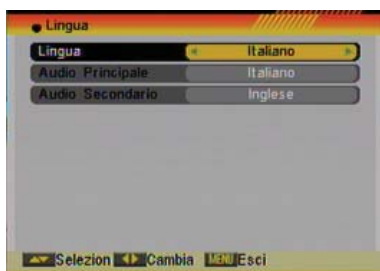 Lingua
Lingua Italiano
Audio Principale Italiano
Audio Secondario Inglese
Selezion Cambia MENU Esci